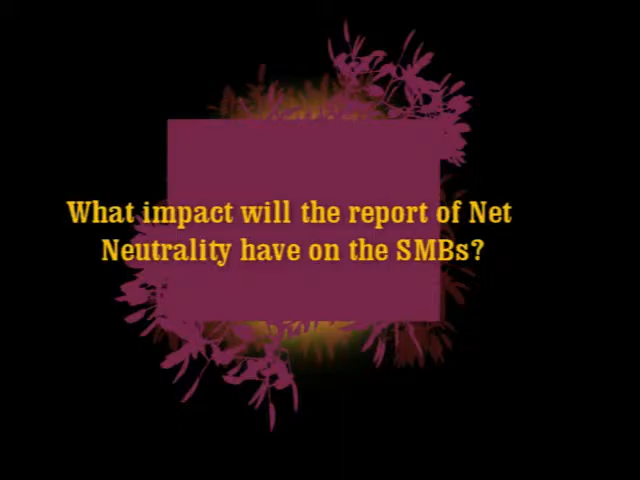 What impact will the report of Net
Neutrality have on the SMBs?